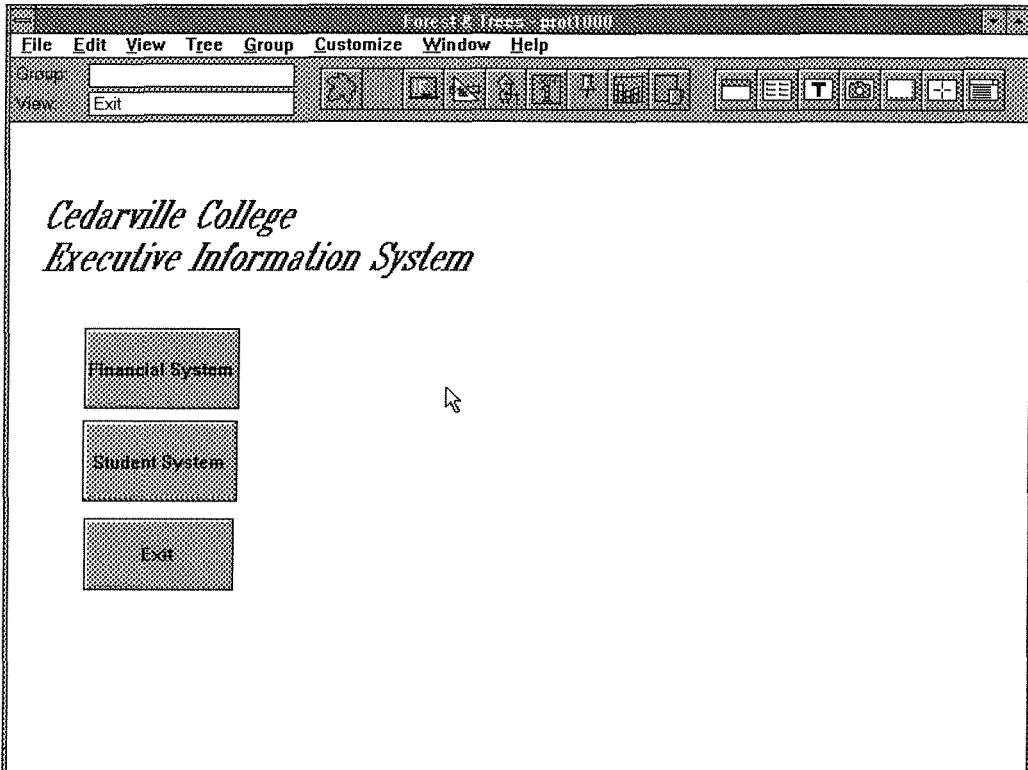 Forest & Trees - prot1000
File Edit View Tree Group Customize Window Help
Group:
View: Exit
T
Cedarville College
Executive Information System
Financial System
Student System
Exit